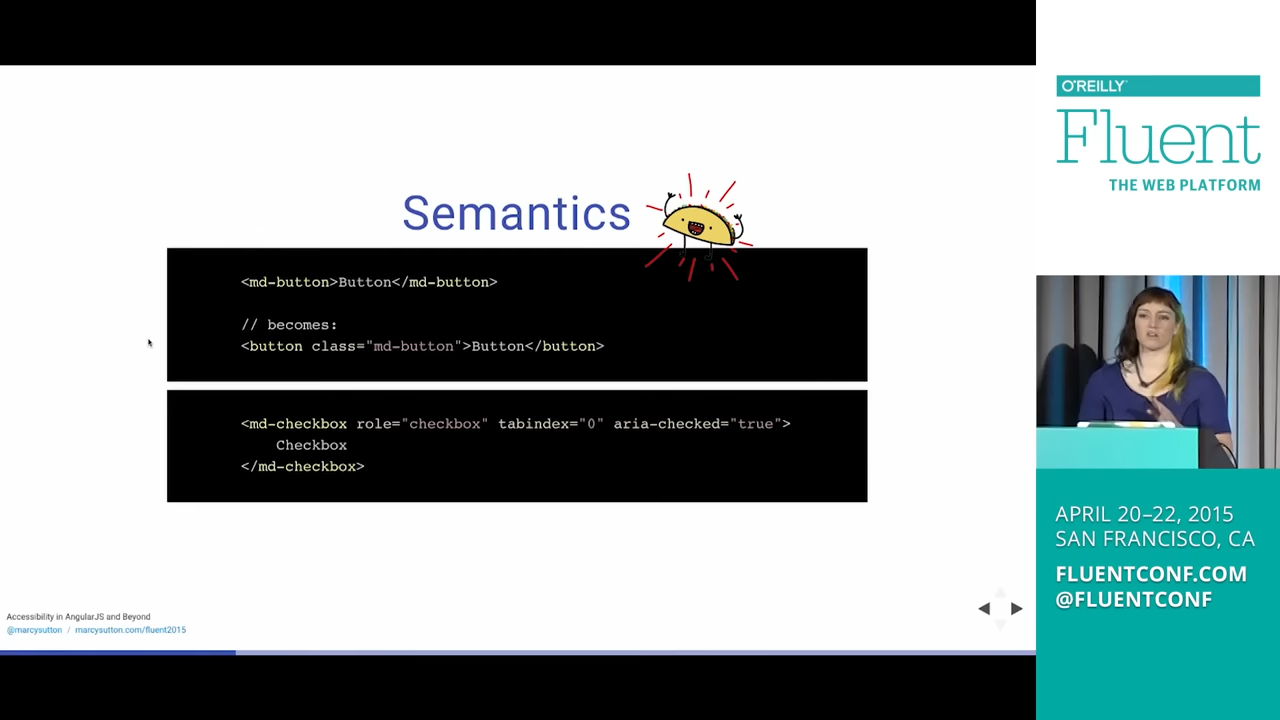 Semantics
<md-button>Button</md-button>
// becomes:
<button class="md-button">Button</button>
<md-checkbox role="checkbox" tabindex="0" aria-checked="true">
Checkbox
</md-checkbox>
Accessibility in AngularJS and Beyond
@marcysutton / marcysutton.com/fluent2015
O'REILLY
Fluent
THE WEB PLATFORM
APRIL 20–22, 2015
SAN FRANCISCO, CA
FLUENTCONF.COM
@FLUENTCONF